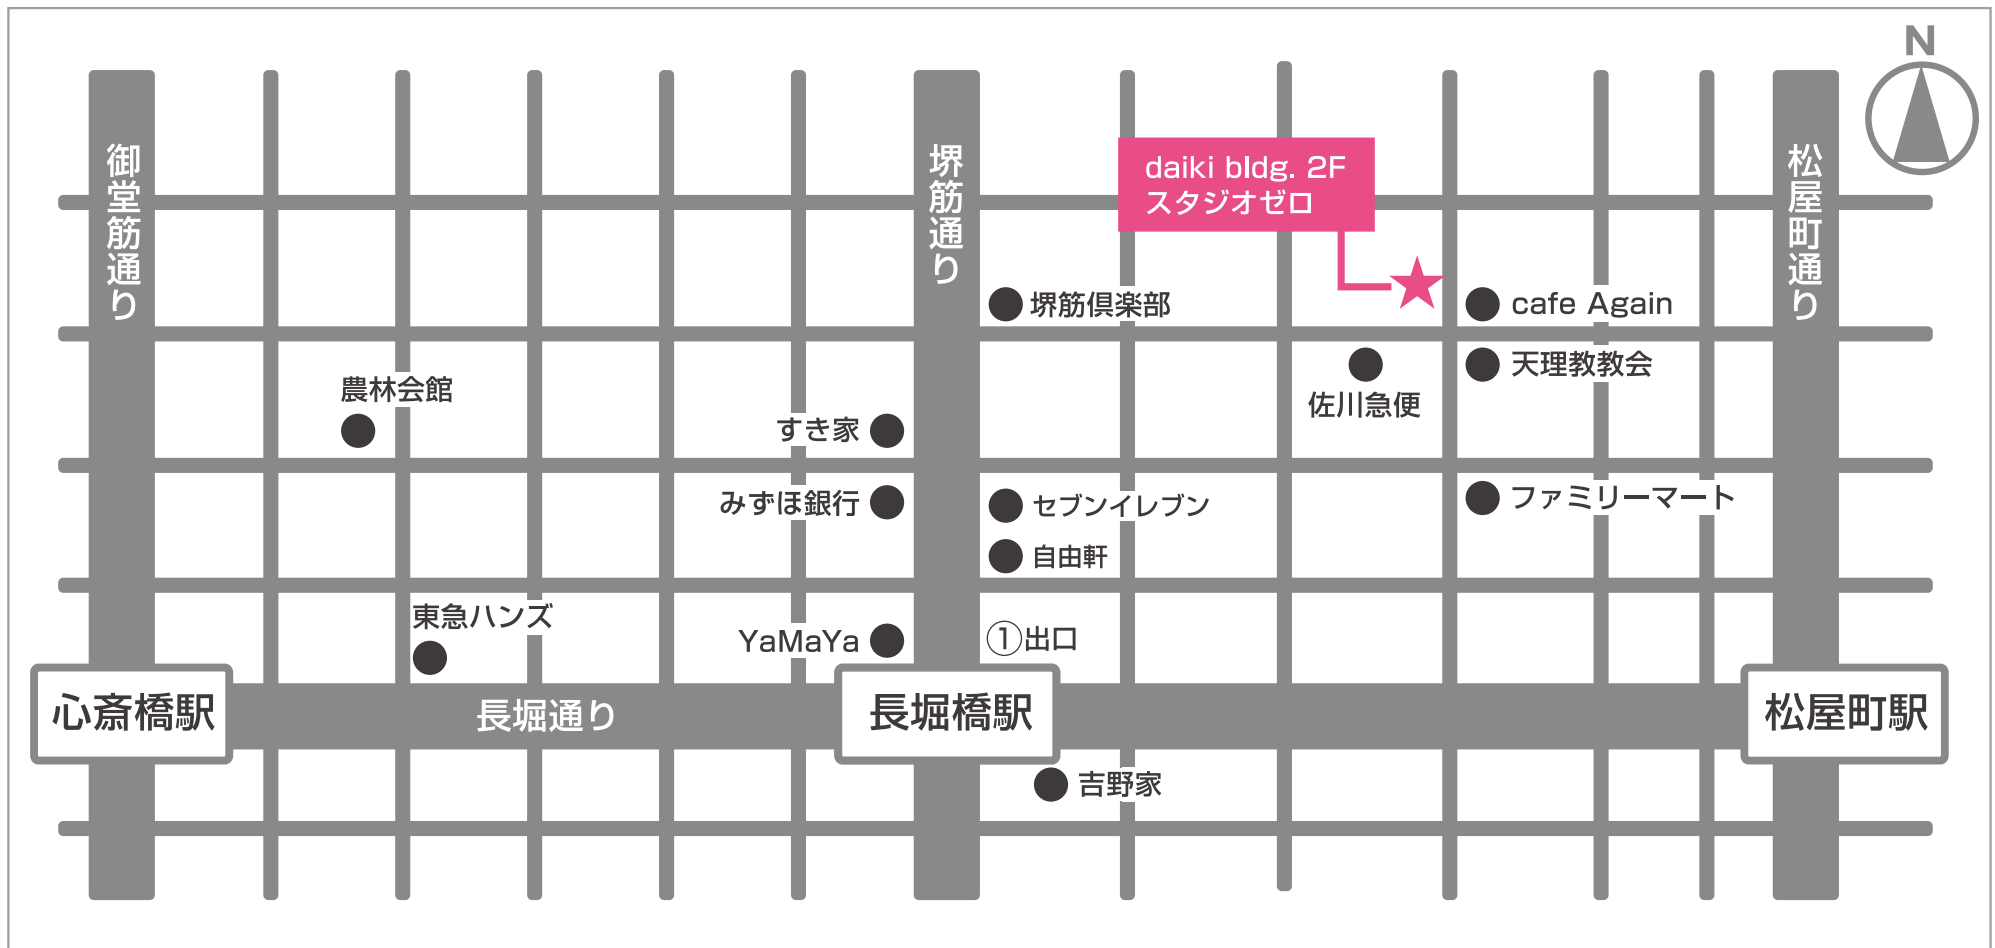 N
御堂筋通り
堺筋通り
松屋町通り
daiki bldg. 2F
スタジオゼロ
堺筋倶楽部
cafe Again
天理教教会
佐川急便
農林会館
すき家
みずほ銀行
セブンイレブン
ファミリーマート
自由軒
東急ハンズ
YaMaYa
①出口
心斎橋駅
長堀通り
長堀橋駅
松屋町駅
吉野家